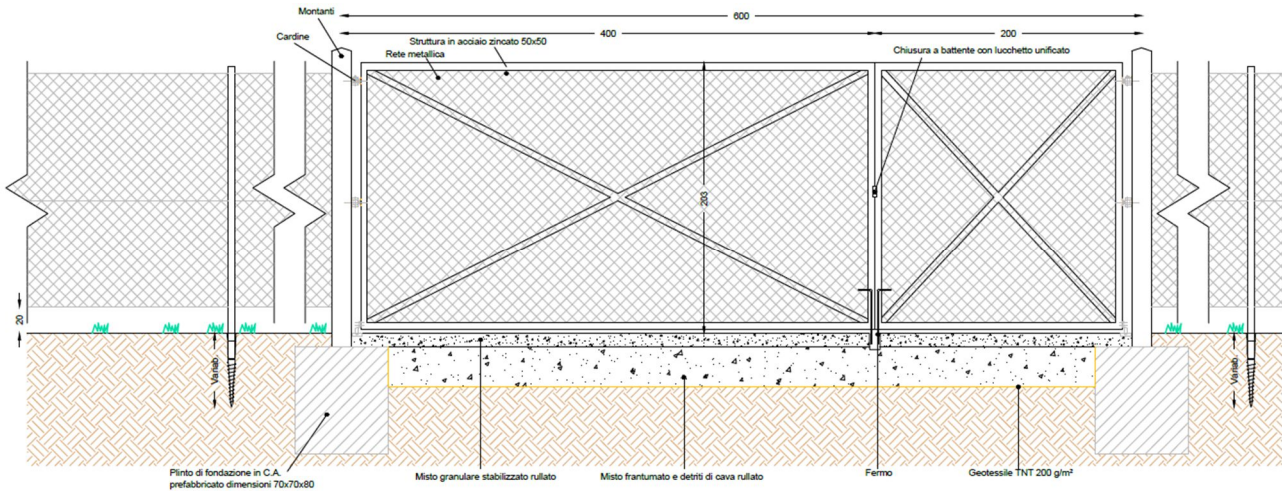 Montanti
600
Cardine
400
200
Struttura in acciaio zincato 50x50
Rete metallica
Chiusura a battente con lucchetto unificato
203
20
Variab.
Variab.
Plinto di fondazione in C.A.
prefabbricato dimensioni 70x70x80
Misto granulare stabilizzato rullato
Misto frantumato e detriti di cava rullato
Fermo
Geotessile TNT 200 g/m²